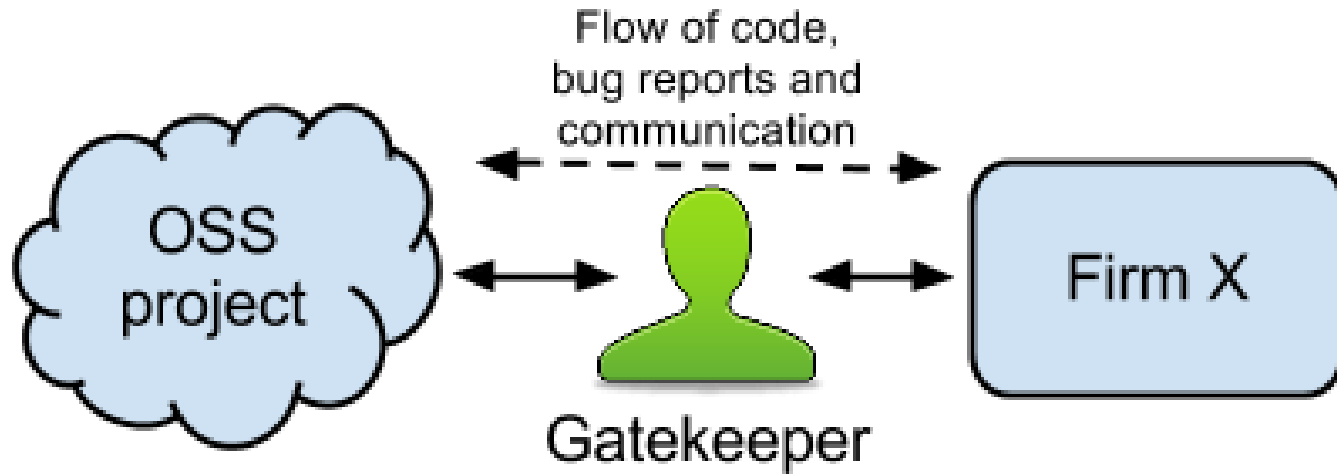 Flow of code,
bug reports and
communication
OSS
project
Firm X
Gatekeeper